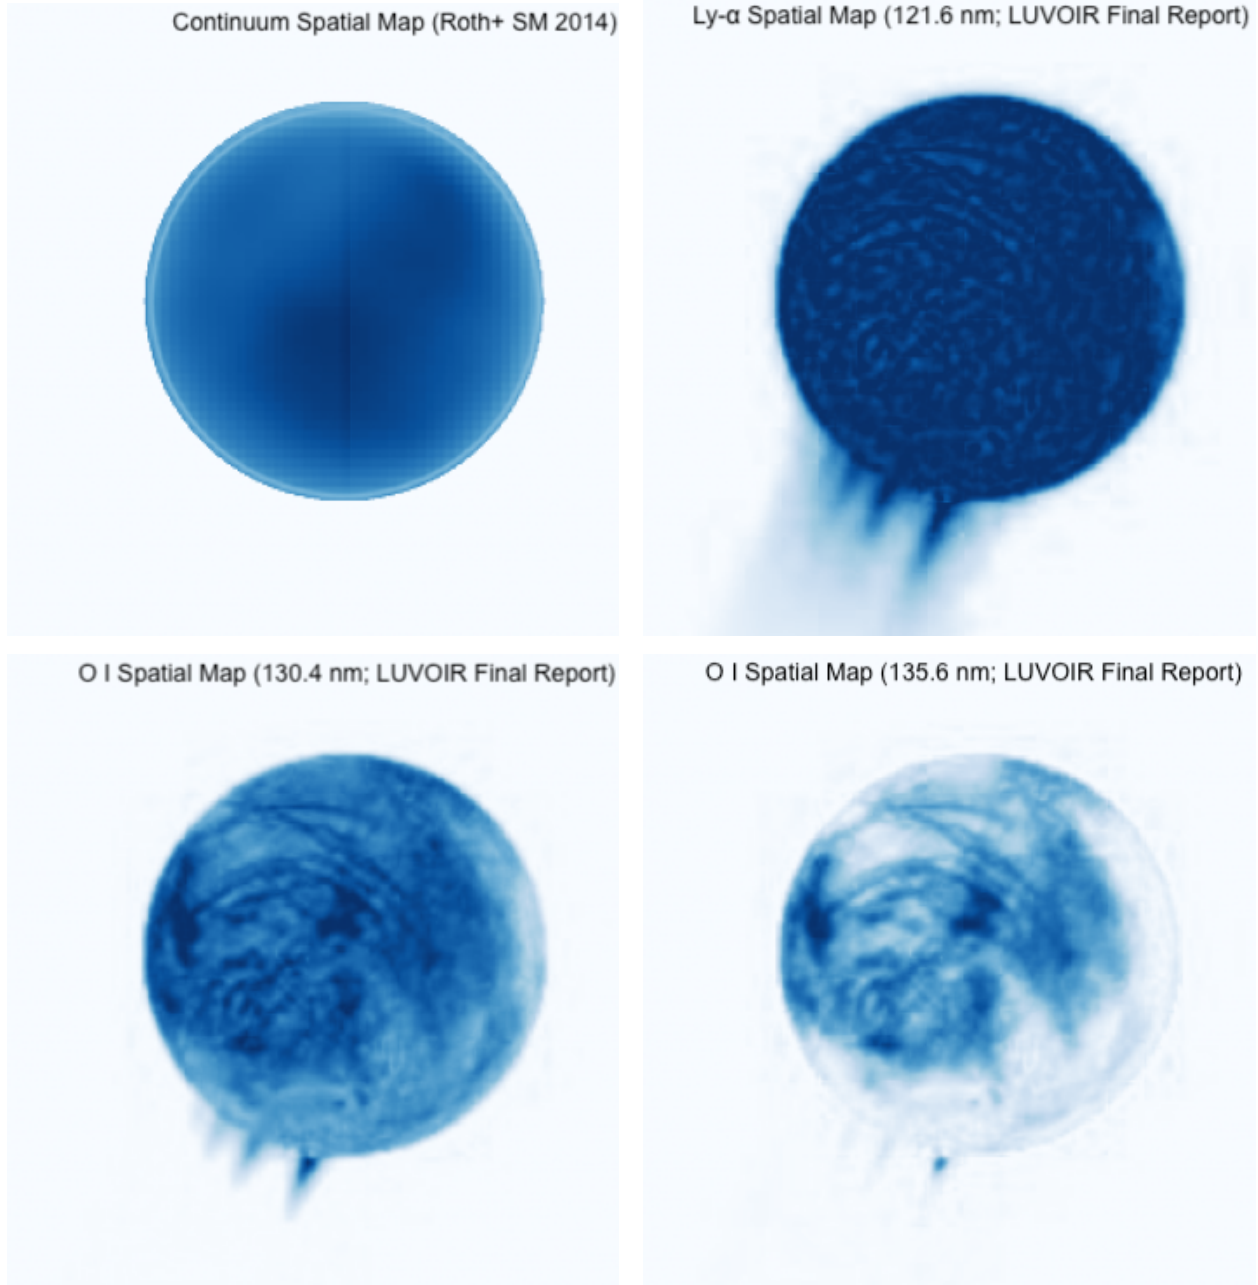 Continuum Spatial Map (Roth+ SM 2014)
Ly-α Spatial Map (121.6 nm; LUVOIR Final Report)
O I Spatial Map (130.4 nm; LUVOIR Final Report)
O I Spatial Map (135.6 nm; LUVOIR Final Report)